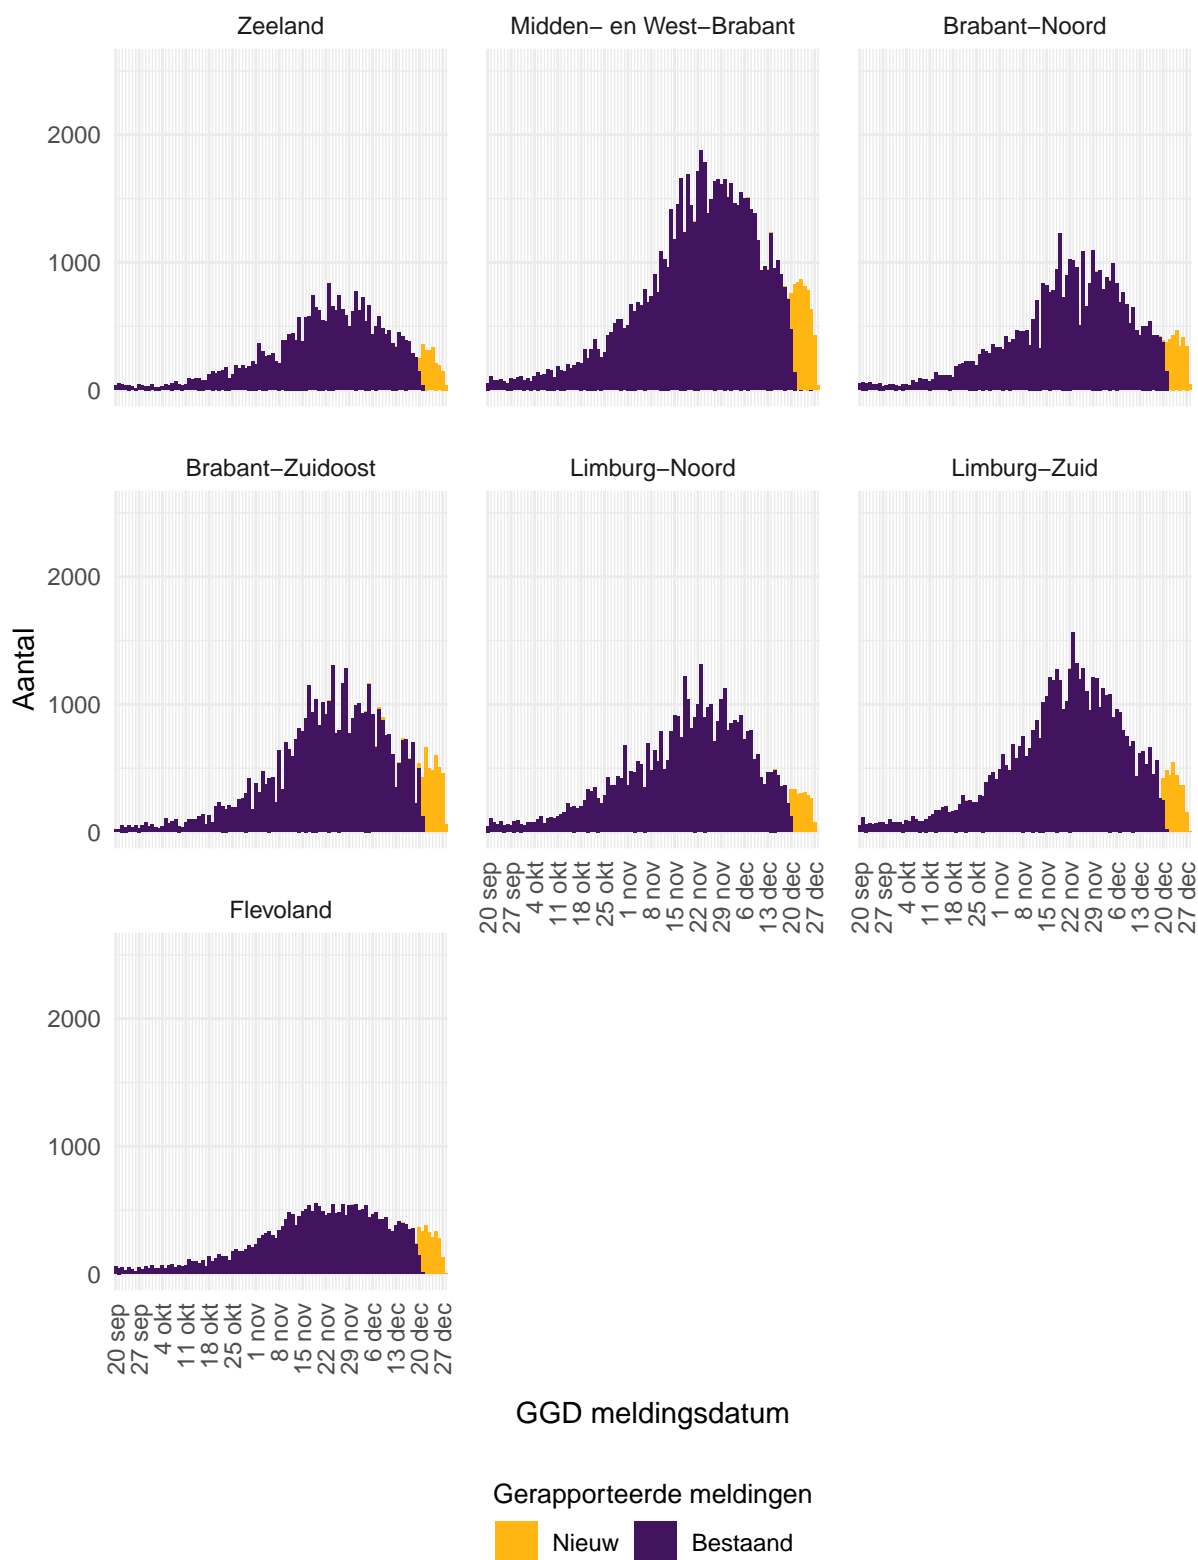 Zeeland
Midden− en West−Brabant
Brabant−Noord
2000
1000
0
Brabant−Zuidoost
Limburg−Noord
Limburg−Zuid
Aantal
2000
1000
0
20 sep
27 sep
4 okt
11 okt
18 okt
25 okt
1 nov
8 nov
15 nov
22 nov
29 nov
6 dec
13 dec
20 dec
27 dec
20 sep
27 sep
4 okt
11 okt
18 okt
25 okt
1 nov
8 nov
15 nov
22 nov
29 nov
6 dec
13 dec
20 dec
27 dec
Flevoland
2000
1000
0
20 sep
27 sep
4 okt
11 okt
18 okt
25 okt
1 nov
8 nov
15 nov
22 nov
29 nov
6 dec
13 dec
20 dec
27 dec
GGD meldingsdatum
Gerapporteerde meldingen
Nieuw
Bestaand